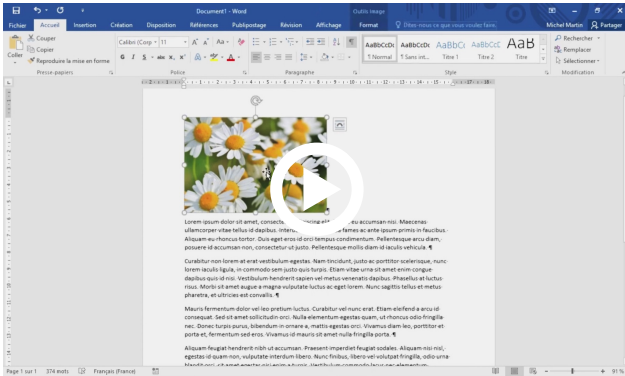 Document1 - Word
Outils Image
Fichier Accueil Insertion Création Disposition Références Publipostage Révision Affichage Format Dites-nous ce que vous voulez faire. Michel Martin Partager
Coller
Couper
Copier
Reproduire la mise en forme
Presse-papiers
Calibri (Corp 11
G I S abc x₂ x²
Police
Paragraphe
AaBbCcDc AaBbCcDc AaBbCc AaBbCcC AaB
¶ Normal ¶ Sans int... Titre 1 Titre 2 Titre
Style
Rechercher
Remplacer
Sélectionner
Modification
Lorem ipsum dolor sit amet, consectetur
eu accumsan nisi. Maecenas
ullamcorper vitae tellus id dapibus.
fames ac ante ipsum primis in faucibus.
Aliquam eu rhoncus tortor. Duis eget eros id orci tempus condimentum. Pellentesque arcu diam,
posuere id accumsan non, consectetur ut justo. Pellentesque mollis diam id iaculis vehicula. ¶
Curabitur non lorem at erat vestibulum egestas. Nam tincidunt, justo ac porttitor scelerisque, nunc
lorem iaculis ligula, in commodo sem justo quis turpis. Etiam vitae urna sit amet enim congue
dapibus quis id nisi. Vestibulum hendrerit sapien vel metus venenatis dapibus. Phasellus at luctus
risus. Morbi sit amet augue a magna vulputate luctus ac eget lorem. Nunc sagittis tellus et metus
pharetra, et ultricies est convallis. ¶
Mauris fermentum dolor vel leo pretium luctus. Curabitur vel nunc erat. Etiam eleifend a arcu id
consequat. Sed sit amet sollicitudin orci. Nulla elementum egestas quam, ut rhoncus odio fringilla
nec. Donec turpis purus, bibendum in ornare a, mattis egestas orci. Vivamus diam leo, porttitor et
porta et, fermentum sed eros. Vivamus id mauris sit amet nulla fringilla porta. ¶
Aliquam feugiat hendrerit nibh ut accumsan. Praesent imperdiet feugiat sodales. Aliquam nisi nisl,
egestas id quam non, vulputate interdum libero. Nunc finibus, libero vel volutpat fringilla, odio urna
Page 1 sur 1 374 mots Français (France) 91 %